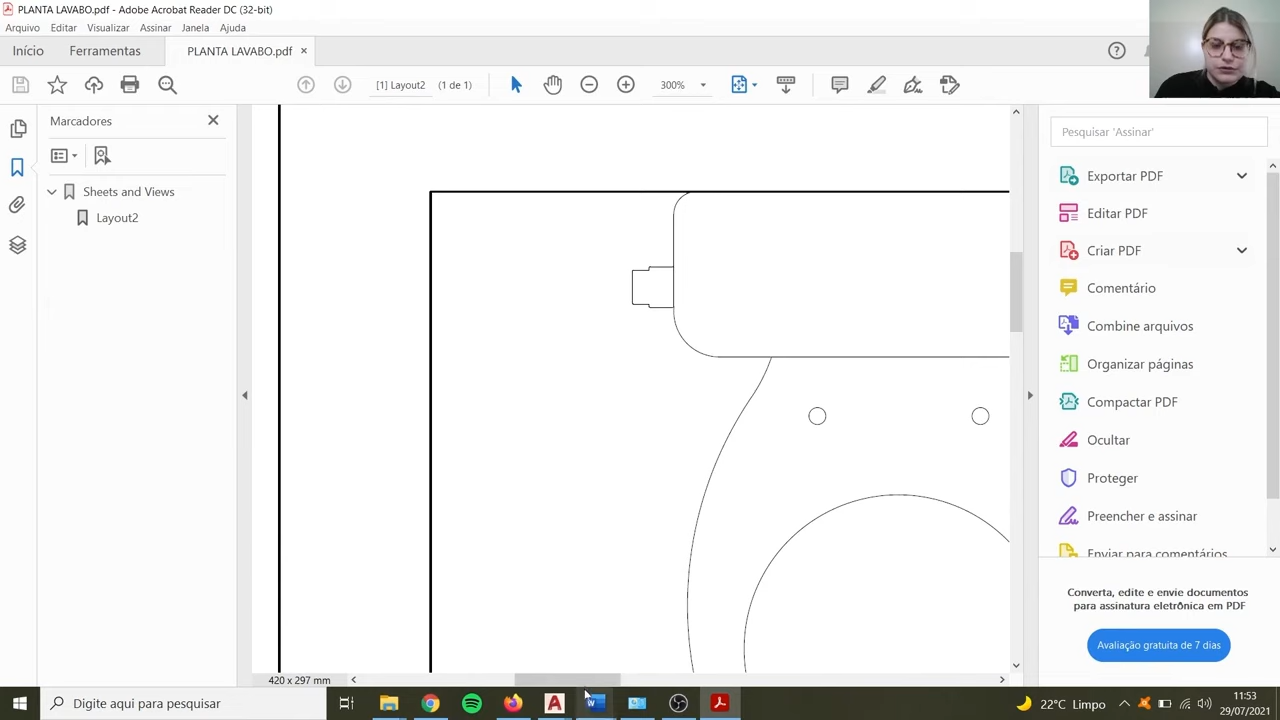 PLANTA LAVABO.pdf - Adobe Acrobat Reader DC (32-bit)
Arquivo Editar Visualizar Assinar Janela Ajuda
Início Ferramentas PLANTA LAVABO.pdf ×
[1] Layout2 (1 de 1) 300%
Marcadores
Sheets and Views
Layout2
Pesquisar 'Assinar'
Exportar PDF
Editar PDF
Criar PDF
Comentário
Combine arquivos
Organizar páginas
Compactar PDF
Ocultar
Proteger
Preencher e assinar
Enviar para comentários
Converta, edite e envie documentos
para assinatura eletrônica em PDF
Avaliação gratuita de 7 dias
420 x 297 mm
Digite aqui para pesquisar
22°C Limpo
11:53
29/07/2021